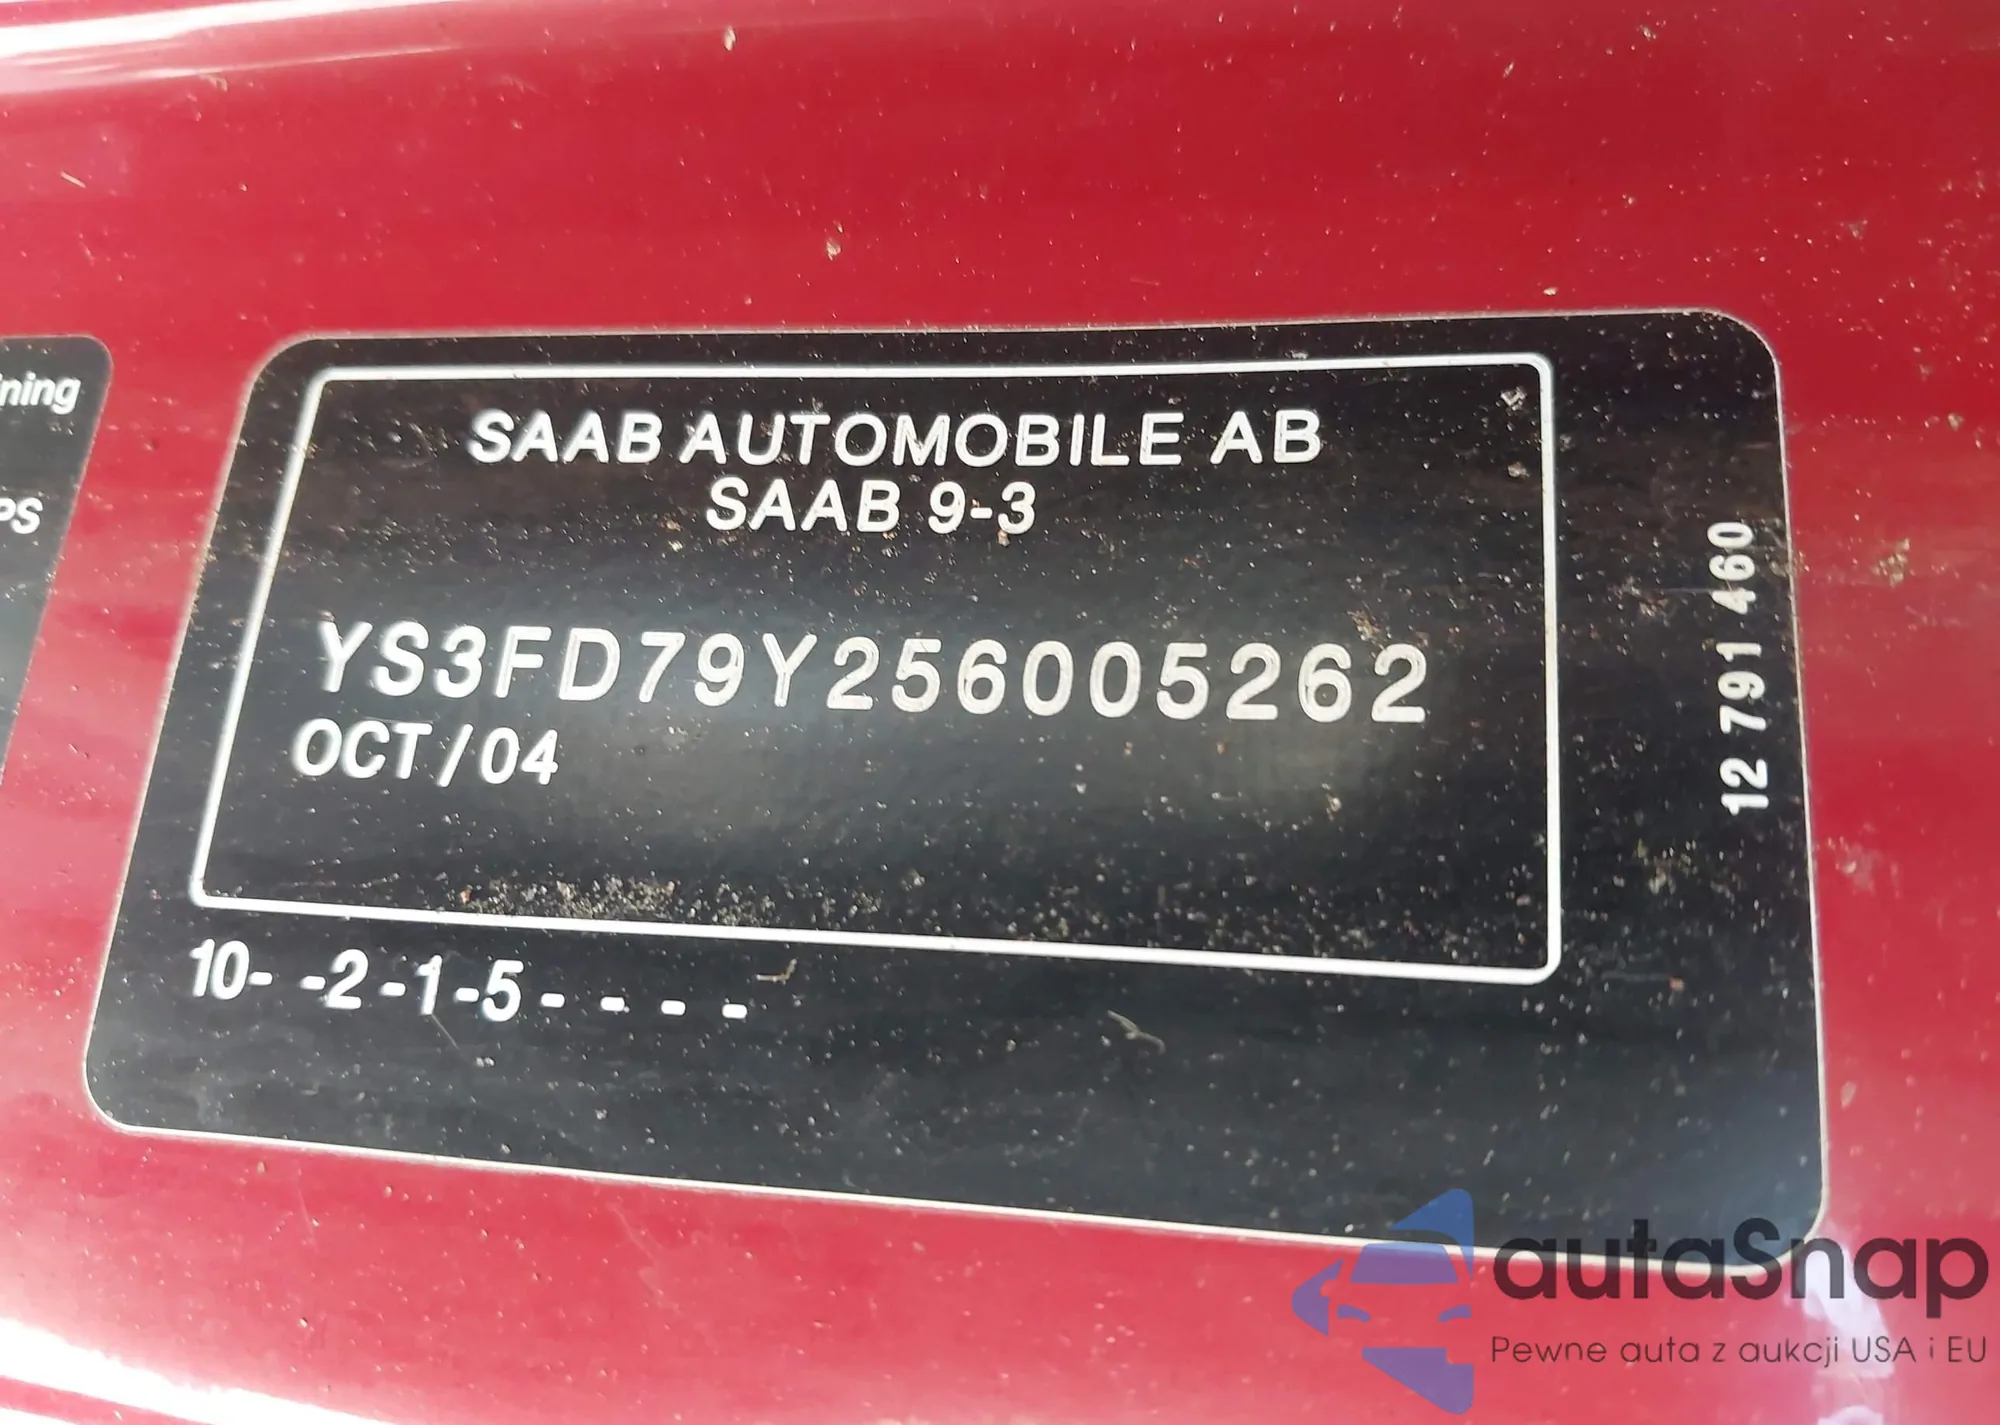 ining
PS
SAAB AUTOMOBILE AB
SAAB 9-3
YS3FD79Y256005262
OCT/04
10- -2-1-5- - - -
12 791 460
autaSnap
Pewne auta z aukcji USA i EU